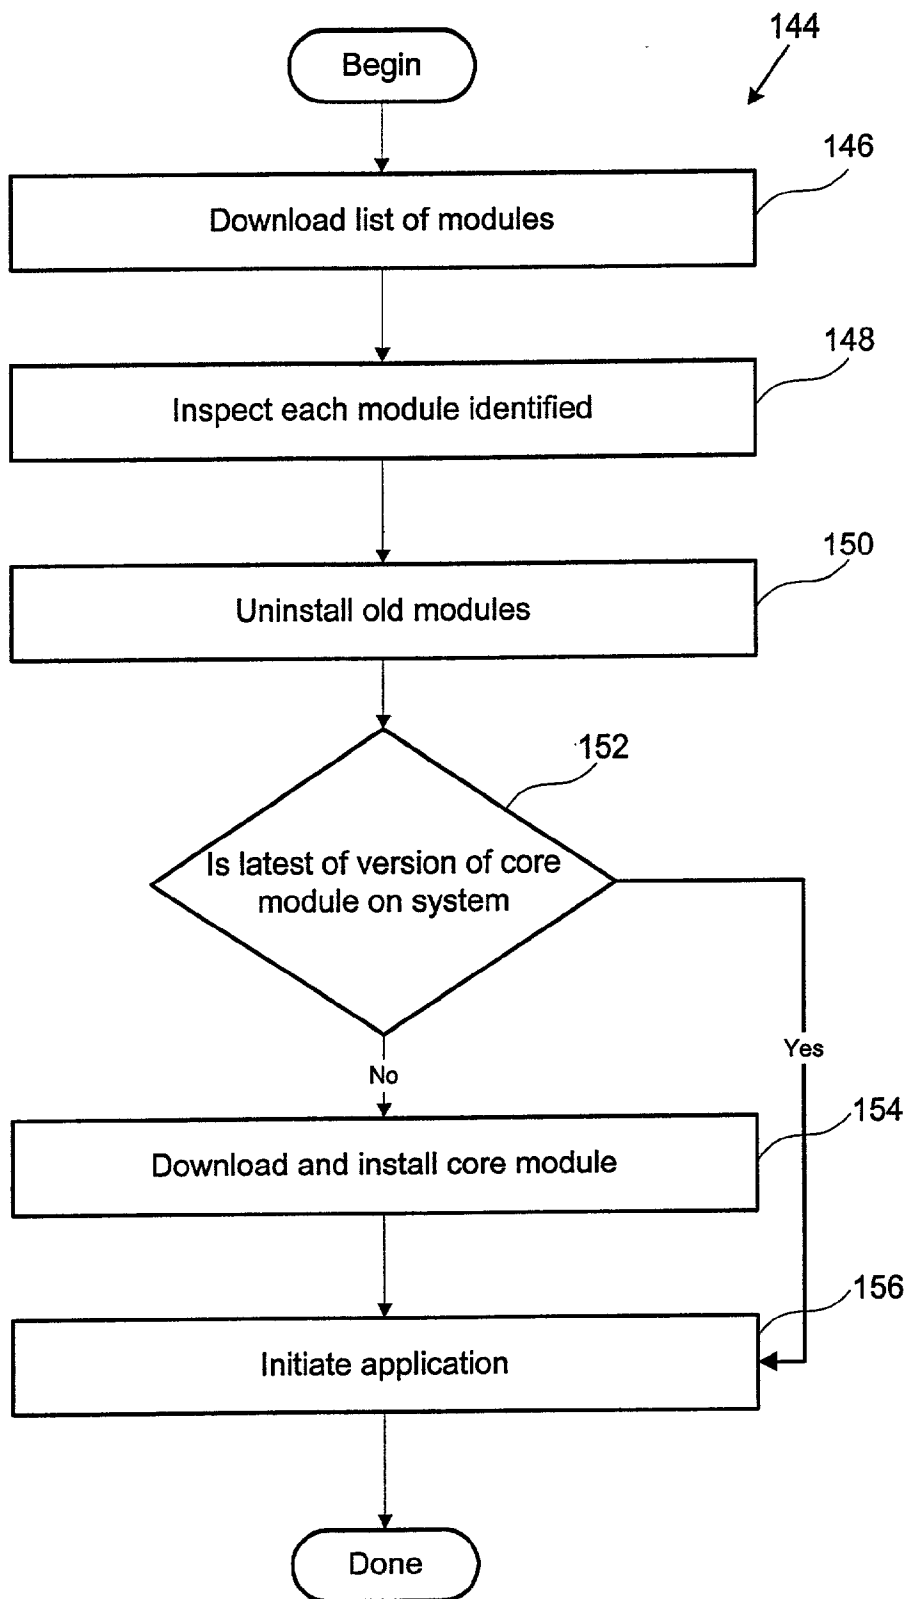 144
Begin
146
Download list of modules
148
Inspect each module identified
150
Uninstall old modules
152
Is latest of version of core
module on system
Yes
No
154
Download and install core module
156
Initiate application
Done